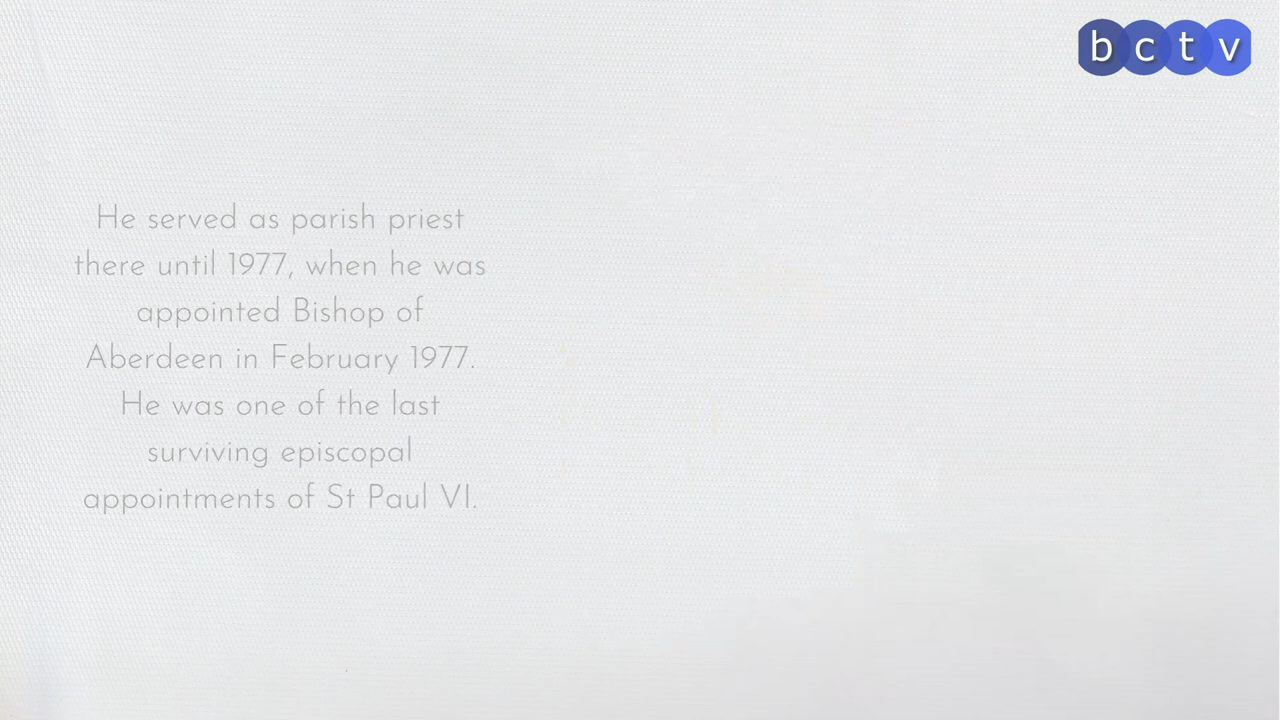 bctv
He served as parish priest
there until 1977, when he was
appointed Bishop of
Aberdeen in February 1977.
He was one of the last
surviving episcopal
appointments of St Paul VI.